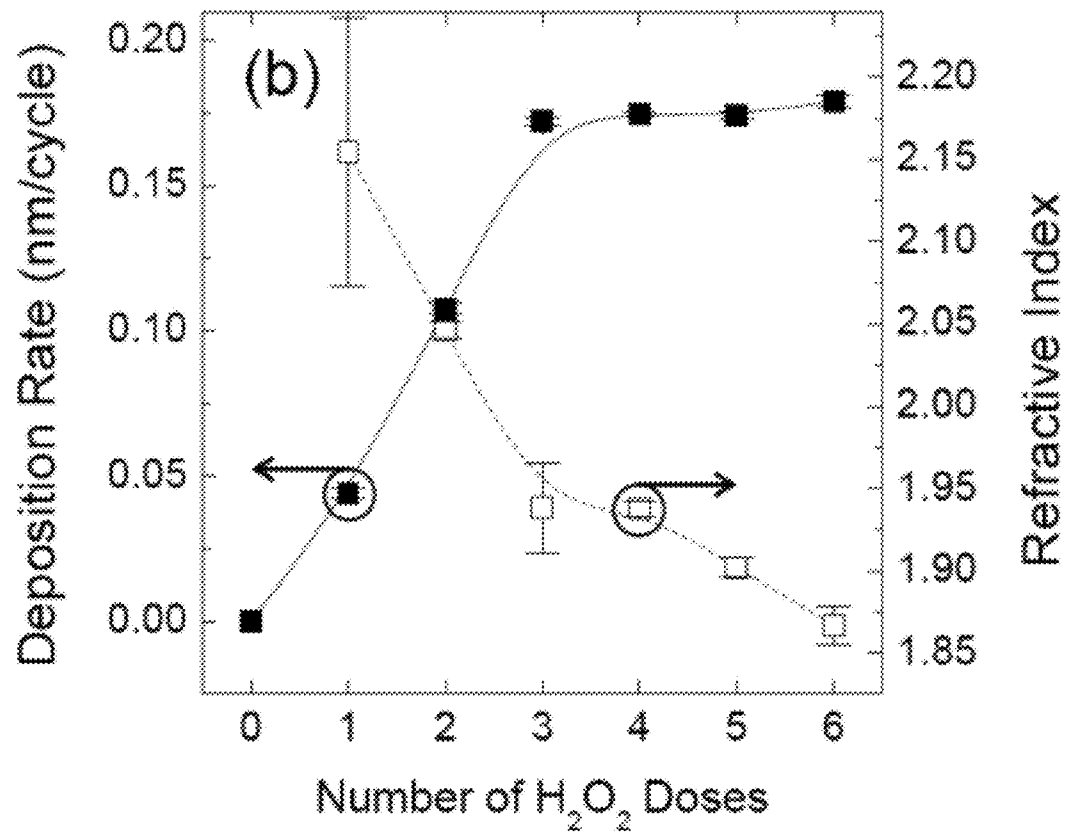 (b)
Deposition Rate (nm/cycle)
0.20
0.15
0.10
0.05
0.00
2.20
2.15
2.10
2.05
2.00
1.95
1.90
1.85
Refractive Index
0 1 2 3 4 5 6
Number of H₂O₂ Doses